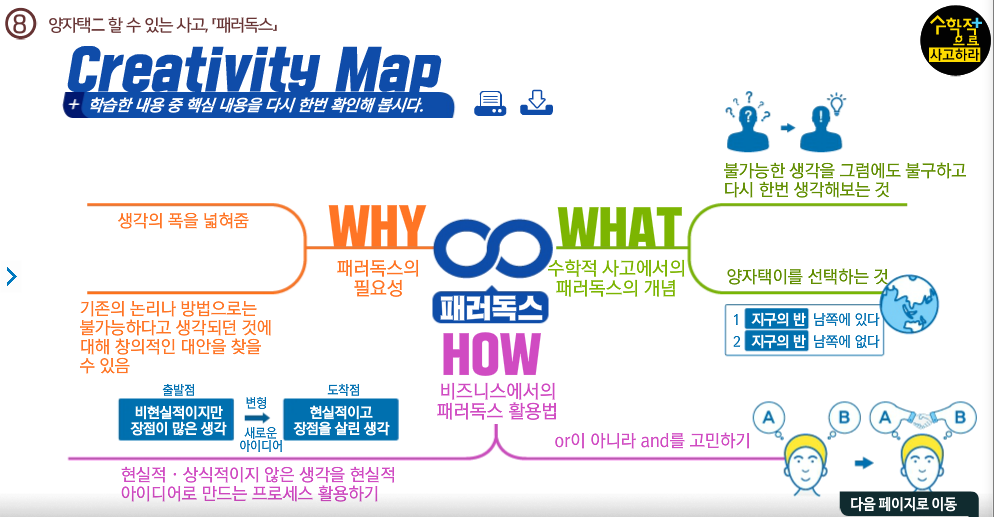 8 양자택二 할 수 있는 사고, 「패러독스」
수학적+
으로
사고하라
Creativity Map
+ 학습한 내용 중 핵심 내용을 다시 한번 확인해 봅시다.
? ? ? ?
? !
불가능한 생각을 그럼에도 불구하고
다시 한번 생각해보는 것
생각의 폭을 넓혀줌
WHY
패러독스의
필요성
기존의 논리나 방법으로는
불가능하다고 생각되던 것에
대해 창의적인 대안을 찾을
수 있음
WHAT
수학적 사고에서의
패러독스의 개념
양자택이를 선택하는 것
1 지구의 반 남쪽에 있다
2 지구의 반 남쪽에 없다
패러독스
HOW
비즈니스에서의
패러독스 활용법
출발점
비현실적이지만
장점이 많은 생각
변형
새로운
아이디어
도착점
현실적이고
장점을 살린 생각
현실적 · 상식적이지 않은 생각을 현실적
아이디어로 만드는 프로세스 활용하기
or이 아니라 and를 고민하기
A B A B
다음 페이지로 이동